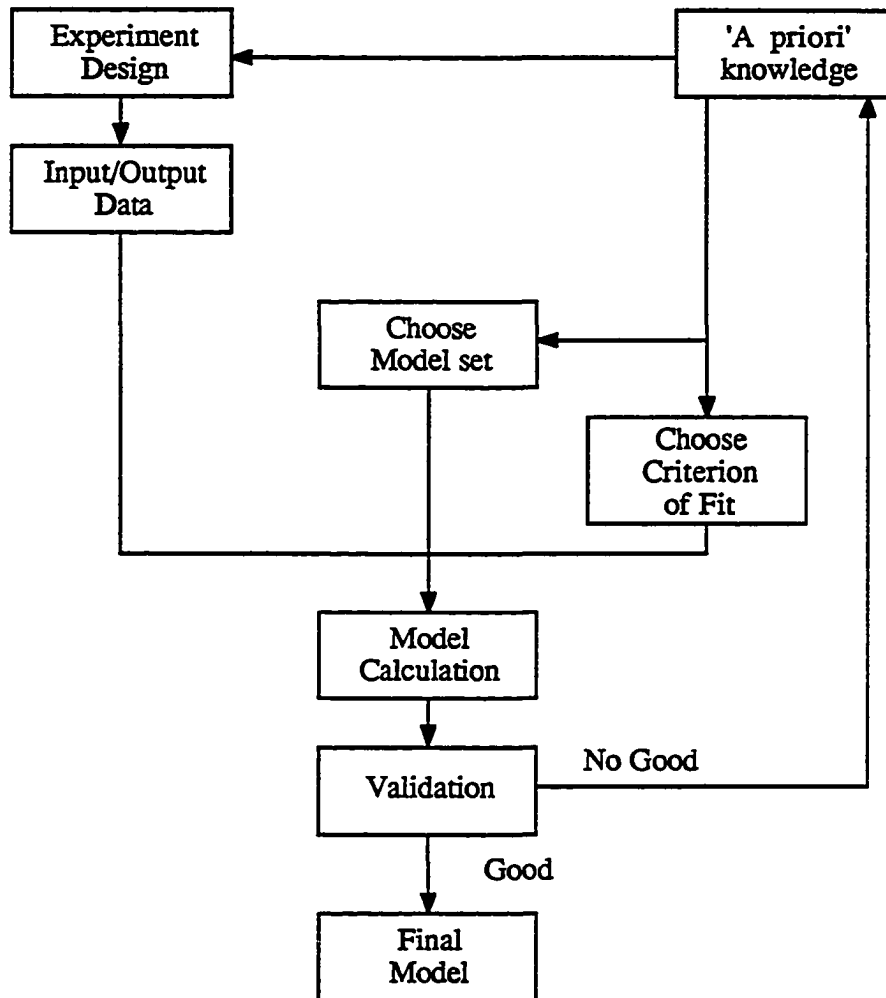 Experiment
Design
'A priori'
knowledge
Input/Output
Data
Choose
Model set
Choose
Criterion
of Fit
Model
Calculation
Validation
No Good
Good
Final
Model